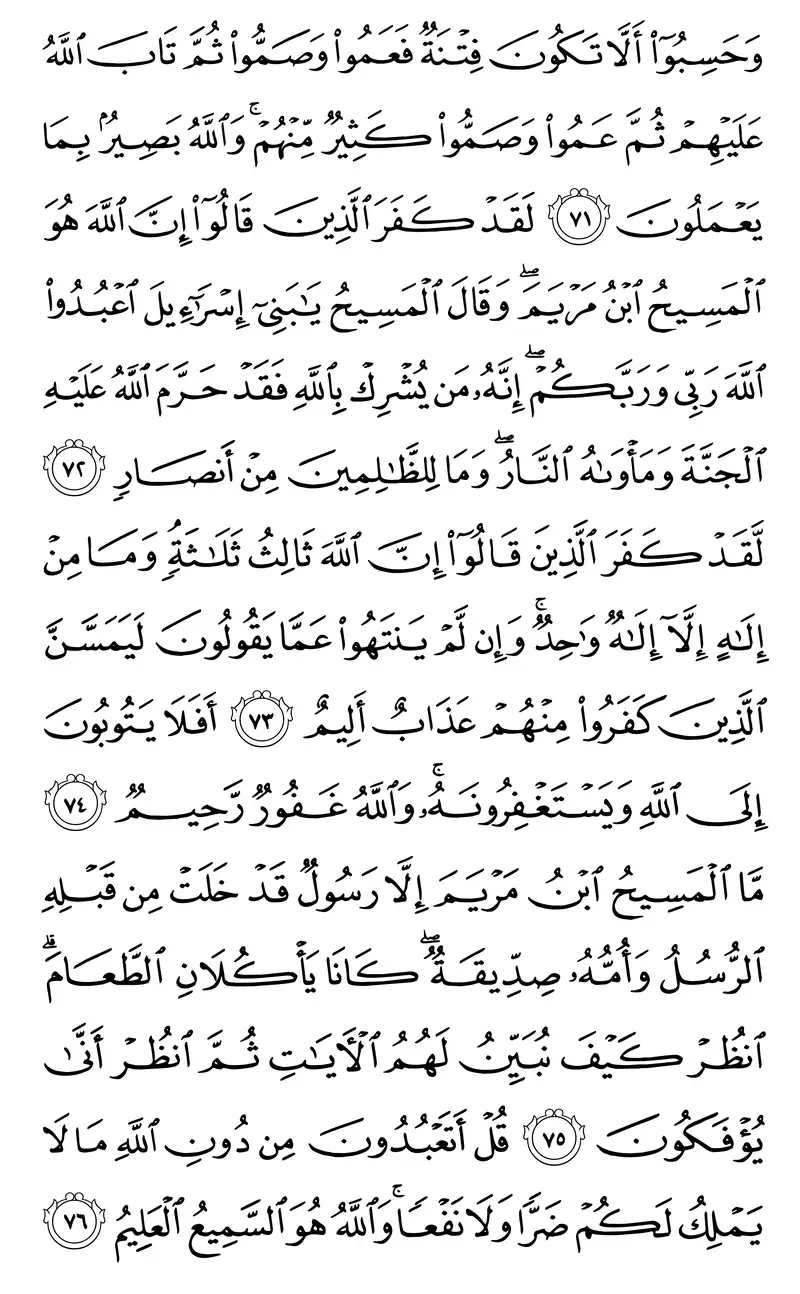 وَحَسِبُوٓا۟ أَلَّا تَكُونَ فِتْنَةٌۭ فَعَمُوا۟ وَصَمُّوا۟ ثُمَّ تَابَ ٱللَّهُ
عَلَيْهِمْ ثُمَّ عَمُوا۟ وَصَمُّوا۟ كَثِيرٌۭ مِّنْهُمْ ۚ وَٱللَّهُ بَصِيرٌۢ بِمَا
يَعْمَلُونَ ٧١ لَقَدْ كَفَرَ ٱلَّذِينَ قَالُوٓا۟ إِنَّ ٱللَّهَ هُوَ
ٱلْمَسِيحُ ٱبْنُ مَرْيَمَ ۖ وَقَالَ ٱلْمَسِيحُ يَـٰبَنِىٓ إِسْرَٰٓءِيلَ ٱعْبُدُوا۟
ٱللَّهَ رَبِّى وَرَبَّكُمْ ۖ إِنَّهُۥ مَن يُشْرِكْ بِٱللَّهِ فَقَدْ حَرَّمَ ٱللَّهُ عَلَيْهِ
ٱلْجَنَّةَ وَمَأْوَىٰهُ ٱلنَّارُ ۖ وَمَا لِلظَّـٰلِمِينَ مِنْ أَنصَارٍۢ ٧٢
لَّقَدْ كَفَرَ ٱلَّذِينَ قَالُوٓا۟ إِنَّ ٱللَّهَ ثَالِثُ ثَلَـٰثَةٍۢ وَمَا مِنْ
إِلَـٰهٍ إِلَّآ إِلَـٰهٌۭ وَٰحِدٌۭ ۚ وَإِن لَّمْ يَنتَهُوا۟ عَمَّا يَقُولُونَ لَيَمَسَّنَّ
ٱلَّذِينَ كَفَرُوا۟ مِنْهُمْ عَذَابٌ أَلِيمٌ ٧٣ أَفَلَا يَتُوبُونَ
إِلَى ٱللَّهِ وَيَسْتَغْفِرُونَهُۥ ۚ وَٱللَّهُ غَفُورٌۭ رَّحِيمٌۭ ٧٤
مَّا ٱلْمَسِيحُ ٱبْنُ مَرْيَمَ إِلَّا رَسُولٌۭ قَدْ خَلَتْ مِن قَبْلِهِ
ٱلرُّسُلُ وَأُمُّهُۥ صِدِّيقَةٌۭ ۖ كَانَا يَأْكُلَانِ ٱلطَّعَامَ ۗ
ٱنظُرْ كَيْفَ نُبَيِّنُ لَهُمُ ٱلْـَٔايَـٰتِ ثُمَّ ٱنظُرْ أَنَّىٰ
يُؤْفَكُونَ ٧٥ قُلْ أَتَعْبُدُونَ مِن دُونِ ٱللَّهِ مَا لَا
يَمْلِكُ لَكُمْ ضَرًّۭا وَلَا نَفْعًۭا ۚ وَٱللَّهُ هُوَ ٱلسَّمِيعُ ٱلْعَلِيمُ ٧٦